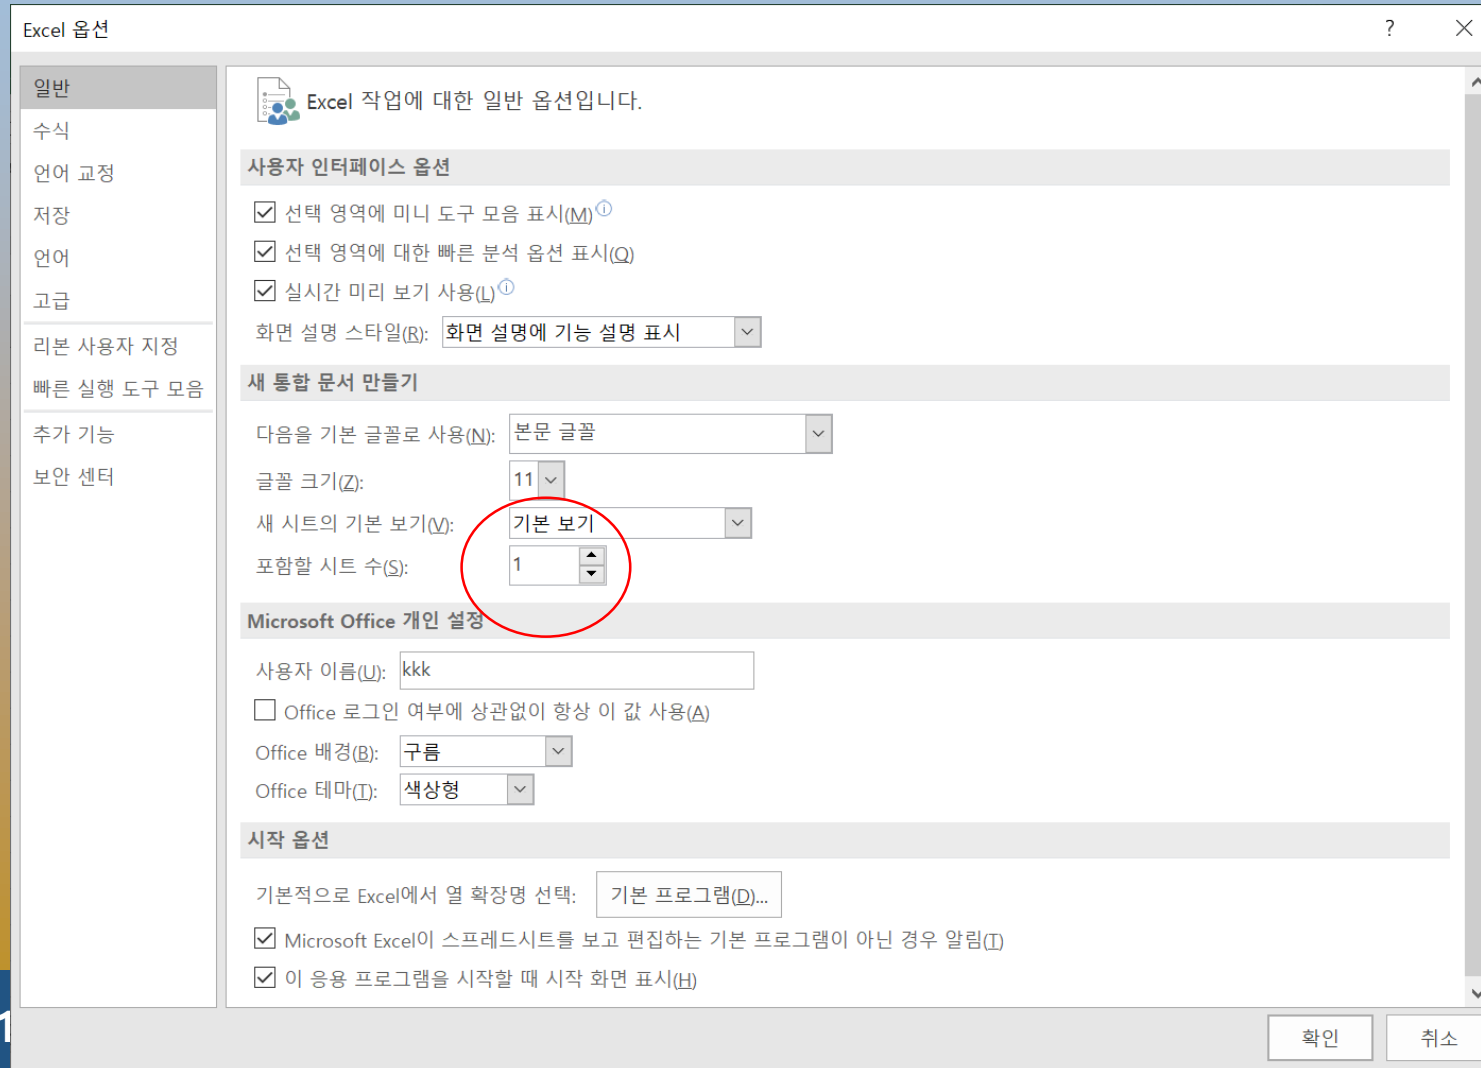 Excel 옵션
?
일반
수식
언어 교정
저장
언어
고급
리본 사용자 지정
빠른 실행 도구 모음
추가 기능
보안 센터
Excel 작업에 대한 일반 옵션입니다.
사용자 인터페이스 옵션
선택 영역에 미니 도구 모음 표시(M)
선택 영역에 대한 빠른 분석 옵션 표시(Q)
실시간 미리 보기 사용(L)
화면 설명 스타일(R): 화면 설명에 기능 설명 표시
새 통합 문서 만들기
다음을 기본 글꼴로 사용(N): 본문 글꼴
글꼴 크기(Z): 11
새 시트의 기본 보기(V): 기본 보기
포함할 시트 수(S): 1
Microsoft Office 개인 설정
사용자 이름(U): kkk
Office 로그인 여부에 상관없이 항상 이 값 사용(A)
Office 배경(B): 구름
Office 테마(T): 색상형
시작 옵션
기본적으로 Excel에서 열 확장명 선택: 기본 프로그램(D)...
Microsoft Excel이 스프레드시트를 보고 편집하는 기본 프로그램이 아닌 경우 알림(T)
이 응용 프로그램을 시작할 때 시작 화면 표시(H)
1
확인 취소